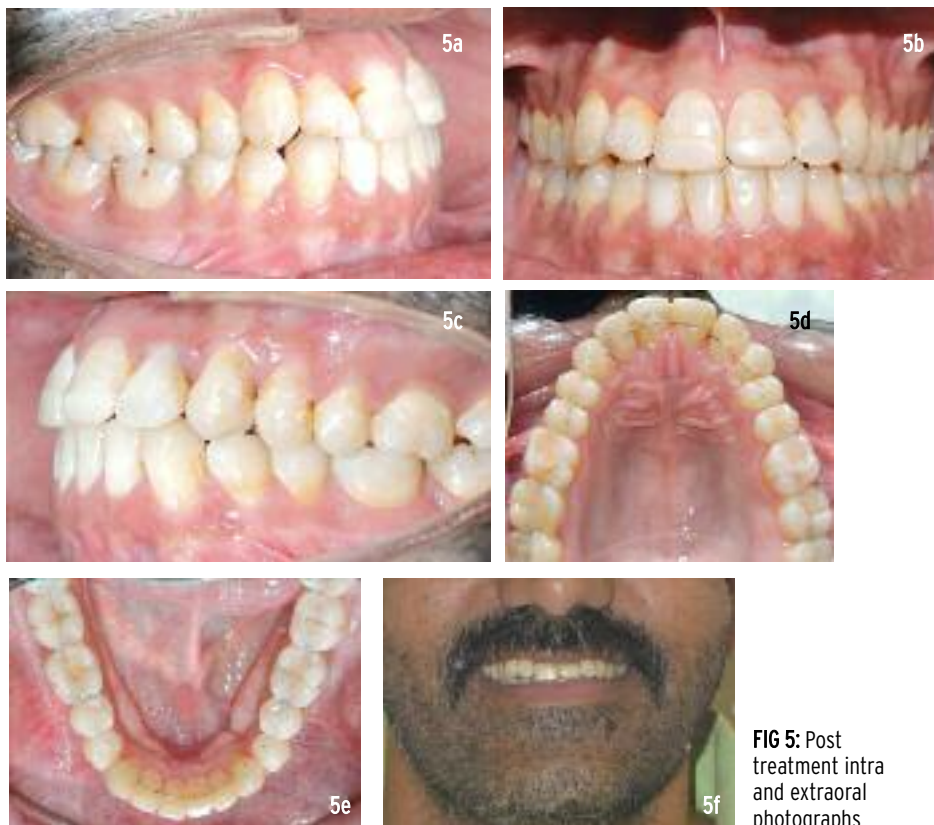 5a
5b
5c
5d
5e
5f
FIG 5: Post
treatment intra
and extraoral
photographs